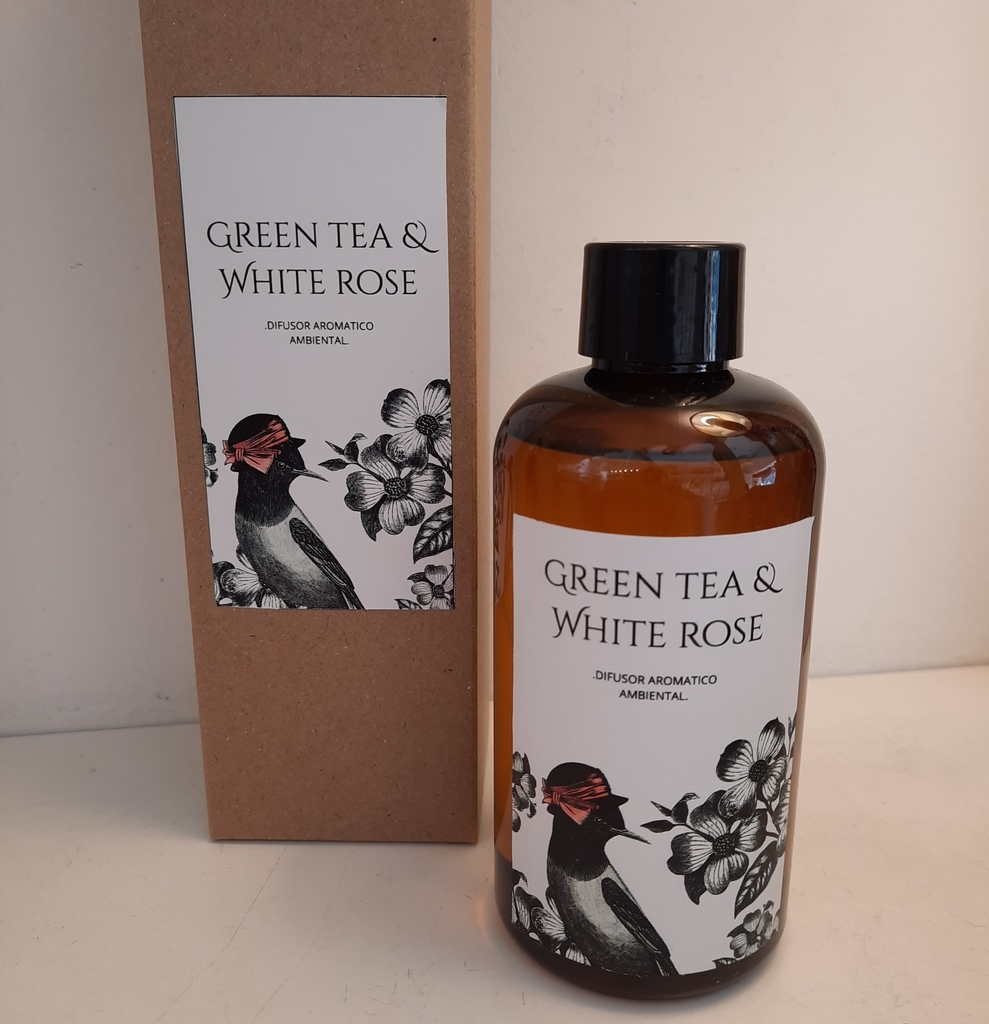 GREEN TEA &
WHITE ROSE
.DIFUSOR AROMATICO
AMBIENTAL.
GREEN TEA &
WHITE ROSE
.DIFUSOR AROMATICO
AMBIENTAL.